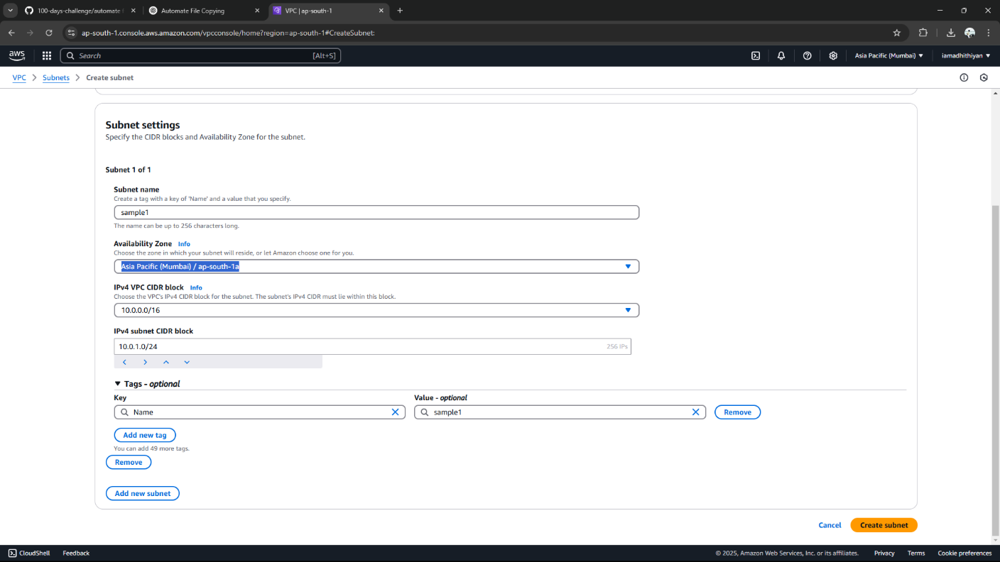 100-days-challenge/automate
Automate File Copying
VPC | ap-south-1
ap-south-1.console.aws.amazon.com/vpcconsole/home?region=ap-south-1#CreateSubnet:
aws
Search
[Alt+S]
Asia Pacific (Mumbai)
iamadhithiyan
VPC
Subnets
Create subnet
Subnet settings
Specify the CIDR blocks and Availability Zone for the subnet.
Subnet 1 of 1
Subnet name
Create a tag with a key of 'Name' and a value that you specify.
sample1
The name can be up to 256 characters long.
Availability Zone Info
Choose the zone in which your subnet will reside, or let Amazon choose one for you.
Asia Pacific (Mumbai) / ap-south-1a
IPv4 VPC CIDR block Info
Choose the VPC's IPv4 CIDR block for the subnet. The subnet's IPv4 CIDR must lie within this block.
10.0.0.0/16
IPv4 subnet CIDR block
10.0.1.0/24
256 IPs
Tags - optional
Key
Value - optional
Name
sample1
Remove
Add new tag
You can add 49 more tags.
Remove
Add new subnet
Cancel
Create subnet
CloudShell
Feedback
© 2025, Amazon Web Services, Inc. or its affiliates.
Privacy
Terms
Cookie preferences